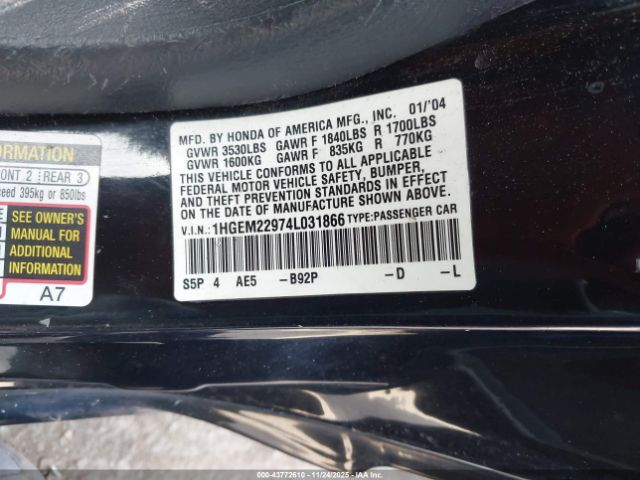 ORMATION
ONT 2 REAR 3
ceed 395kg or 850lbs
SEE OWNER'S
MANUAL FOR
ADDITIONAL
INFORMATION
A7
MFD. BY HONDA OF AMERICA MFG., INC. 01/'04
GVWR 3530LBS GAWR F 1840LBS R 1700LBS
GVWR 1600KG GAWR F 835KG R 770KG
THIS VEHICLE CONFORMS TO ALL APPLICABLE
FEDERAL MOTOR VEHICLE SAFETY, BUMPER,
AND THEFT PREVENTION STANDARDS IN EFFECT
ON THE DATE OF MANUFACTURE SHOWN ABOVE.
V.I.N: 1HGEM22974L031866 TYPE:PASSENGER CAR
S5P 4 AE5 -B92P -D -L
000-43772610 - 11/24/2025 - IAAI.COM